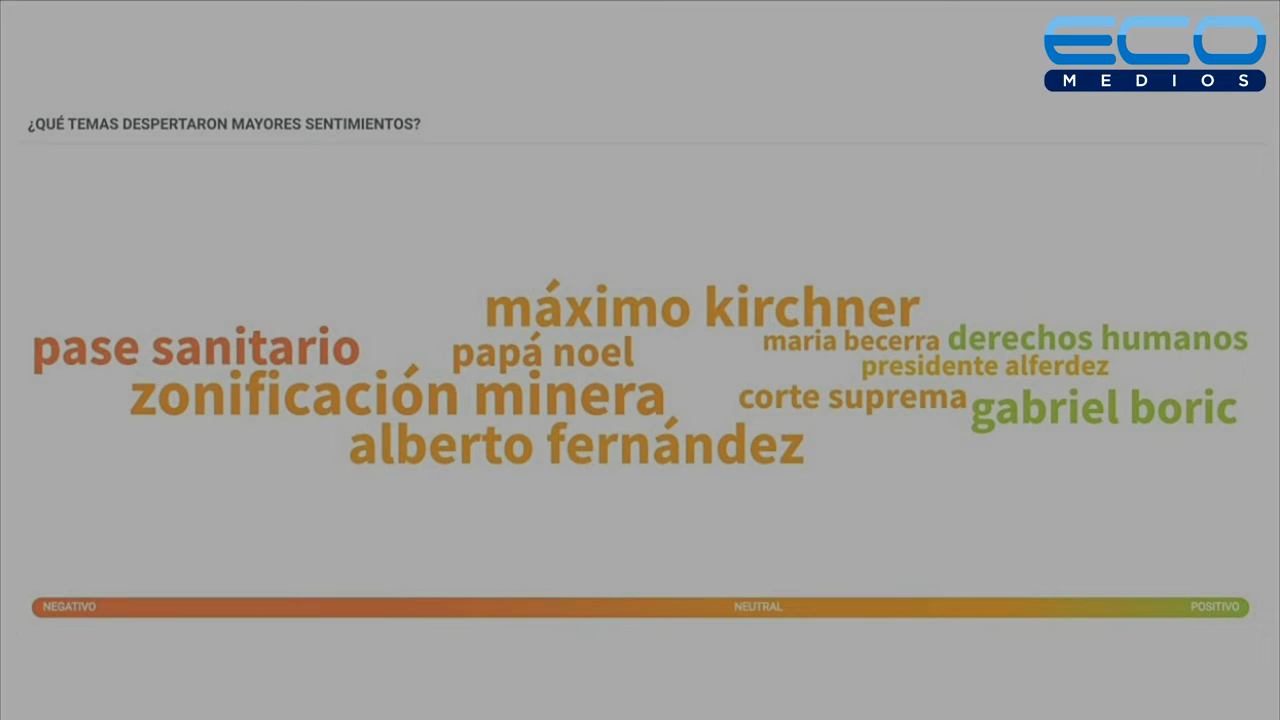 ECO
MEDIOS
¿QUÉ TEMAS DESPERTARON MAYORES SENTIMIENTOS?
máximo kirchner
pase sanitario
papá noel
maria becerra
derechos humanos
presidente alferdez
zonificación minera
corte suprema
gabriel boric
alberto fernández
NEGATIVO
NEUTRAL
POSITIVO